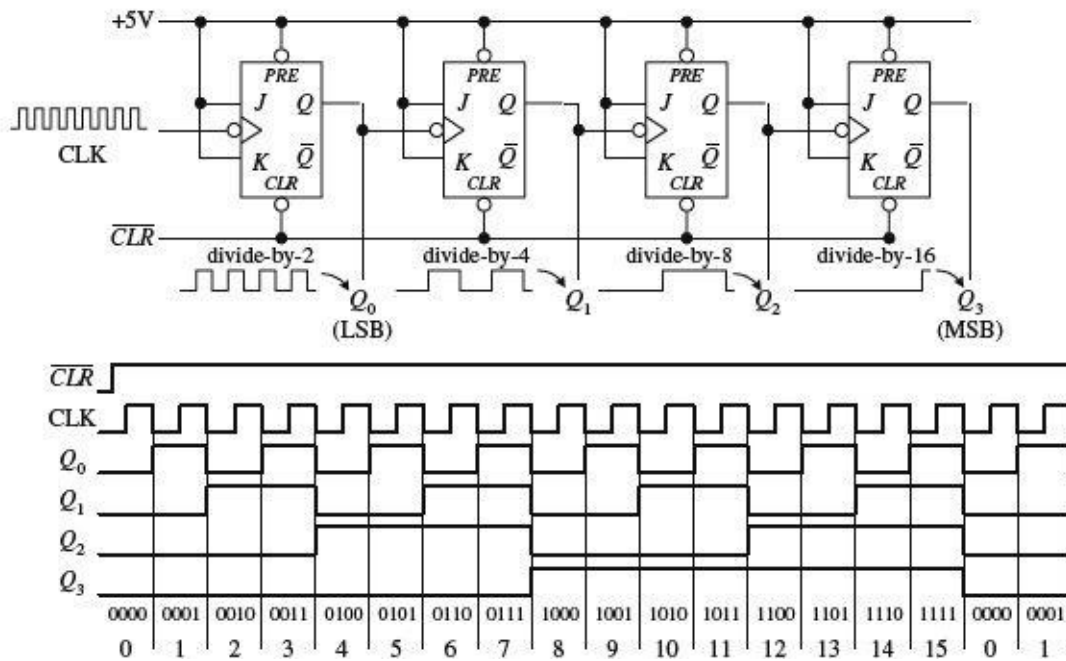 +5V
PRE PRE PRE PRE
J Q J Q J Q J Q
CLK
K Q̅ K Q̅ K Q̅ K Q̅
CLR CLR CLR CLR
C̅L̅R̅
divide-by-2 divide-by-4 divide-by-8 divide-by-16
Q₀ Q₁ Q₂ Q₃
(LSB) (MSB)
C̅L̅R̅
CLK
Q₀
Q₁
Q₂
Q₃
0000 0001 0010 0011 0100 0101 0110 0111 1000 1001 1010 1011 1100 1101 1110 1111 0000 0001
0 1 2 3 4 5 6 7 8 9 10 11 12 13 14 15 0 1